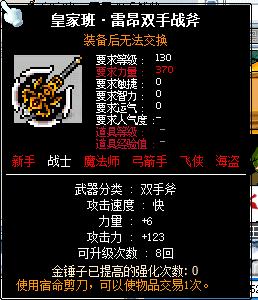 皇家班·雷昂双手战斧
装备后无法交换
要求等级: 130
要求力量: 370
要求敏捷: 0
要求智力: 0
要求运气: 0
要求人气度: -
道具等级: -
道具经验值: -
新手 战士 魔法师 弓箭手 飞侠 海盗
武器分类 : 双手斧
攻击速度 : 快
力量 : +6
攻击力 : +123
可升级次数 : 8回
金锤子已提高的强化次数: 0
使用宿命剪刀，可以使物品交易1次。